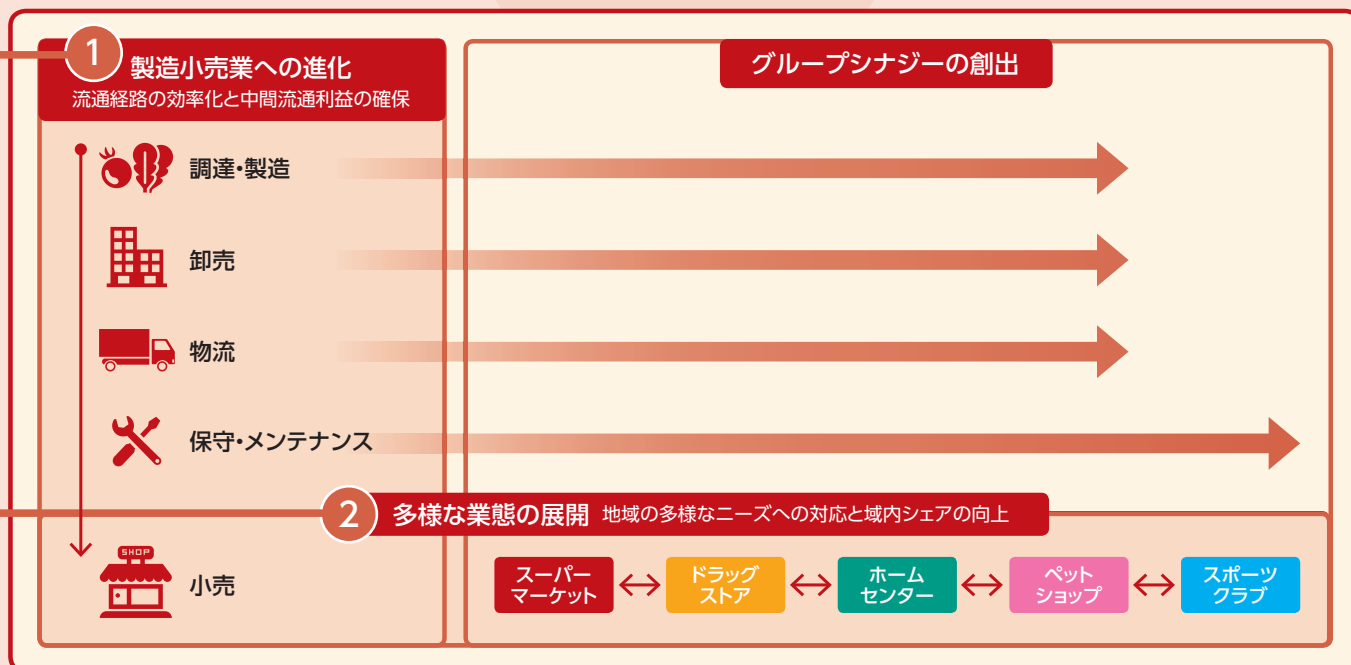 1
製造小売業への進化
流通経路の効率化と中間流通利益の確保
グループシナジーの創出
調達・製造
卸売
物流
保守・メンテナンス
2
多様な業態の展開 地域の多様なニーズへの対応と域内シェアの向上
SHOP
小売
スーパー
マーケット
ドラッグ
ストア
ホーム
センター
ペット
ショップ
スポーツ
クラブ